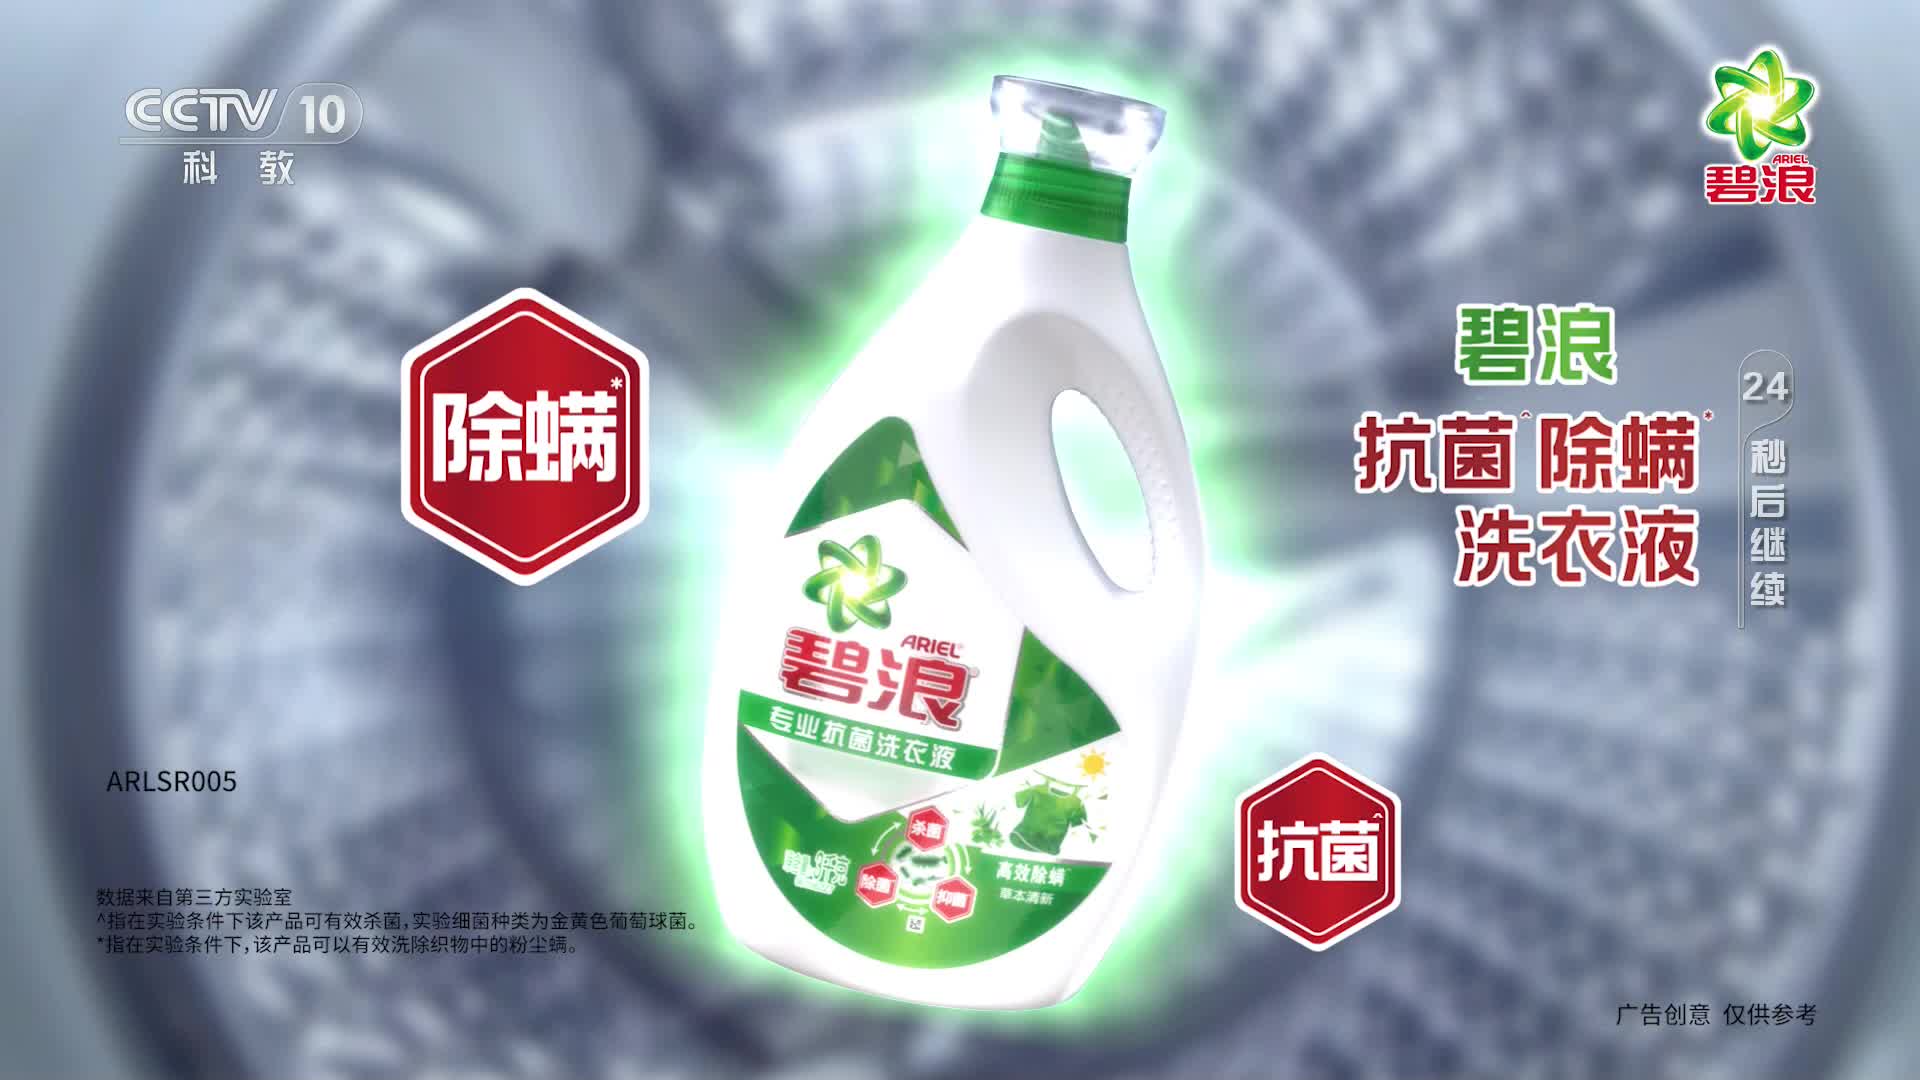 CCTV 10
科 教
ARIEL
碧浪
除螨*
碧浪
抗菌^除螨*
洗衣液
24
秒后继续
ARIEL
碧浪
专业抗菌洗衣液
杀菌
除菌
抑菌
高效除螨
草本清新
抗菌^
ARLSR005
数据来自第三方实验室
^指在实验条件下该产品可有效杀菌,实验细菌种类为金黄色葡萄球菌。
*指在实验条件下,该产品可以有效洗除织物中的粉尘螨。
广告创意 仅供参考